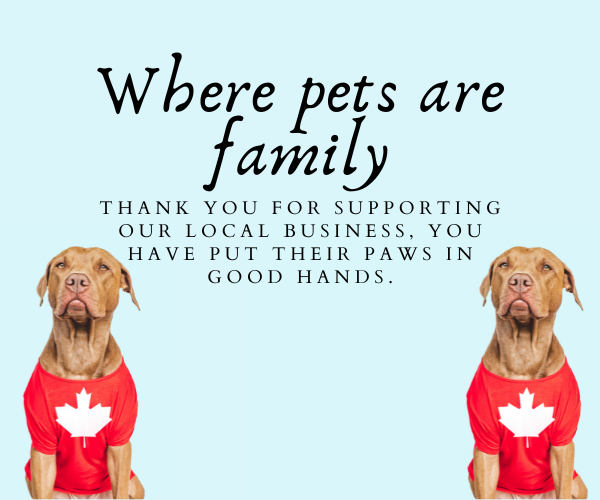 Where pets are
family
THANK YOU FOR SUPPORTING
OUR LOCAL BUSINESS, YOU
HAVE PUT THEIR PAWS IN
GOOD HANDS.